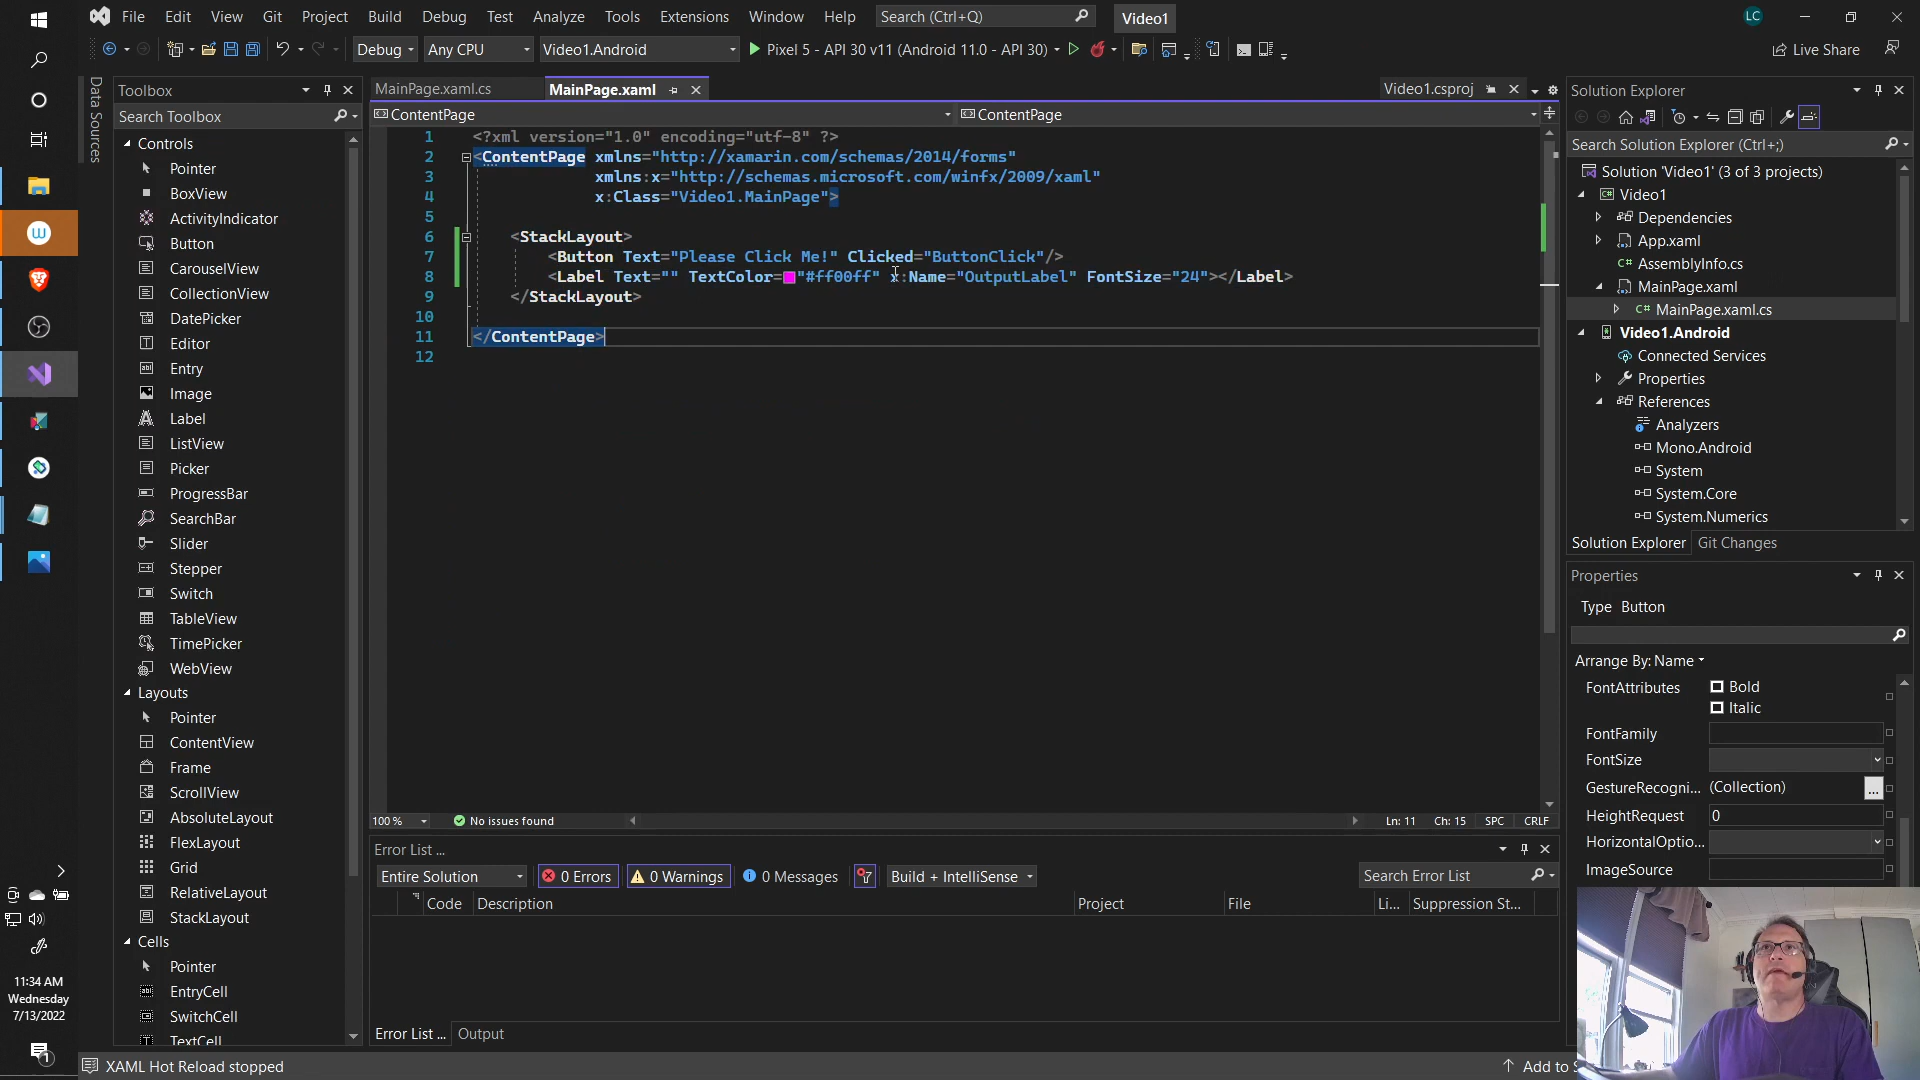 File Edit View Git Project Build Debug Test Analyze Tools Extensions Window Help Search (Ctrl+Q) Video1 LC
Debug Any CPU Video1.Android Pixel 5 - API 30 v11 (Android 11.0 - API 30) Live Share
Data Sources
Toolbox
Search Toolbox
Controls
Pointer
BoxView
ActivityIndicator
Button
CarouselView
CollectionView
DatePicker
Editor
Entry
Image
Label
ListView
Picker
ProgressBar
SearchBar
Slider
Stepper
Switch
TableView
TimePicker
WebView
Layouts
Pointer
ContentView
Frame
ScrollView
AbsoluteLayout
FlexLayout
Grid
RelativeLayout
StackLayout
Cells
Pointer
EntryCell
SwitchCell
TextCell
MainPage.xaml.cs MainPage.xaml Video1.csproj
ContentPage ContentPage
1 <?xml version="1.0" encoding="utf-8" ?>
2 <ContentPage xmlns="http://xamarin.com/schemas/2014/forms"
3 xmlns:x="http://schemas.microsoft.com/winfx/2009/xaml"
4 x:Class="Video1.MainPage">
5
6 <StackLayout>
7 <Button Text="Please Click Me!" Clicked="ButtonClick"/>
8 <Label Text="" TextColor="#ff00ff" x:Name="OutputLabel" FontSize="24"></Label>
9 </StackLayout>
10
11 </ContentPage>
12
100 % No issues found Ln: 11 Ch: 15 SPC CRLF
Error List ...
Entire Solution 0 Errors 0 Warnings 0 Messages Build + IntelliSense Search Error List
Code Description Project File Li... Suppression St...
Error List ... Output
Solution Explorer
Search Solution Explorer (Ctrl+;)
Solution 'Video1' (3 of 3 projects)
Video1
Dependencies
App.xaml
AssemblyInfo.cs
MainPage.xaml
MainPage.xaml.cs
Video1.Android
Connected Services
Properties
References
Analyzers
Mono.Android
System
System.Core
System.Numerics
Solution Explorer Git Changes
Properties
Type Button
Arrange By: Name
FontAttributes Bold
Italic
FontFamily
FontSize
GestureRecogni... (Collection) ...
HeightRequest 0
HorizontalOptio...
ImageSource
11:34 AM
Wednesday
7/13/2022
1
XAML Hot Reload stopped
Add to S